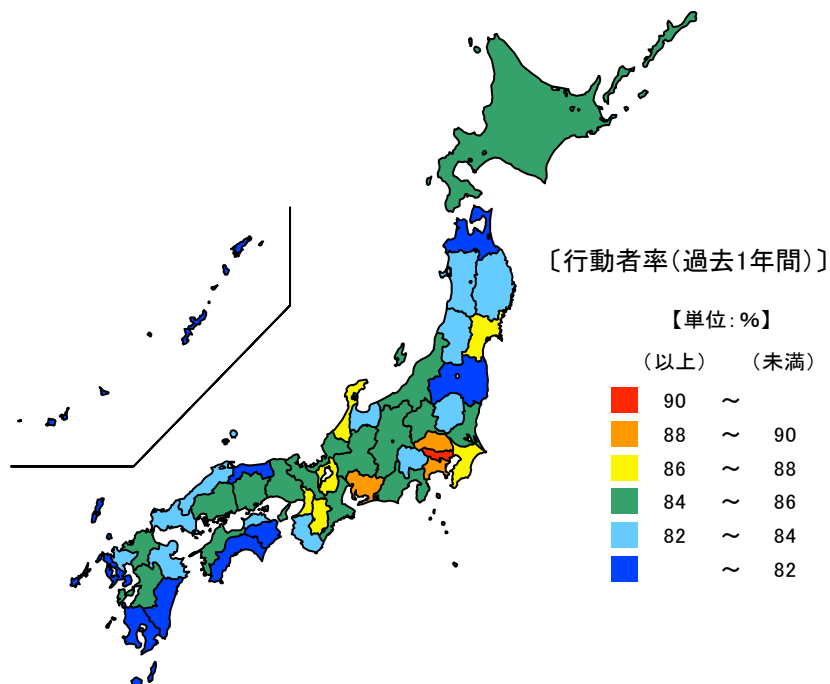 〔行動者率(過去1年間)〕
【単位:%】
(以上) (未満)
90 ～
88 ～ 90
86 ～ 88
84 ～ 86
82 ～ 84
～ 82